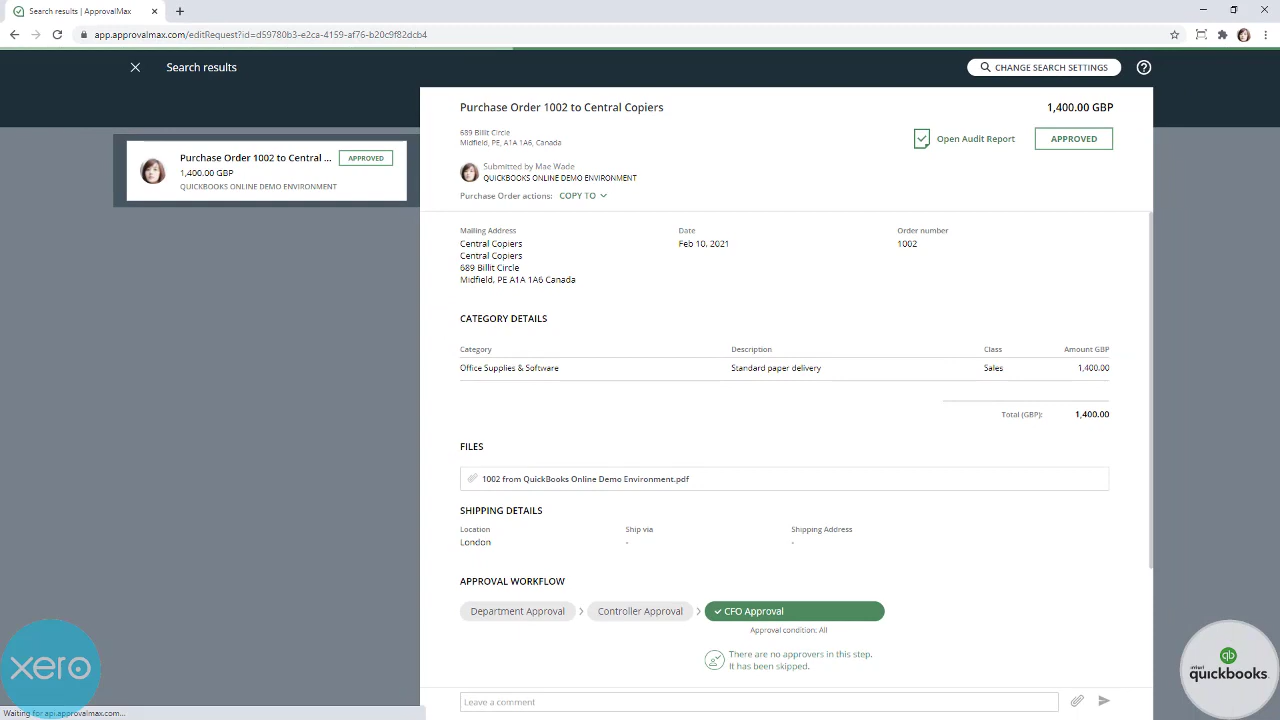 Search results | ApprovalMax
approvalmax.com/editRequest?id=d59780b3-e2ca-4159-af76-b20c9f82dcb4
Search results
CHANGE SEARCH SETTINGS
Purchase Order 1002 to Central ...
APPROVED
1,400.00 GBP
QUICKBOOKS ONLINE DEMO ENVIRONMENT
Purchase Order 1002 to Central Copiers
1,400.00 GBP
689 Billit Circle
Midfield, PE, A1A 1A6, Canada
Open Audit Report
APPROVED
Submitted by Mae Wade
QUICKBOOKS ONLINE DEMO ENVIRONMENT
Purchase Order actions: COPY TO
Mailing Address
Date
Order number
Central Copiers
Feb 10, 2021
1002
Central Copiers
689 Billit Circle
Midfield, PE A1A 1A6 Canada
CATEGORY DETAILS
Category Description Class Amount GBP
Office Supplies & Software Standard paper delivery Sales 1,400.00
Total (GBP): 1,400.00
FILES
1002 from QuickBooks Online Demo Environment.pdf
SHIPPING DETAILS
Location Ship via Shipping Address
London - -
APPROVAL WORKFLOW
Department Approval Controller Approval CFO Approval
Approval condition: All
There are no approvers in this step.
It has been skipped.
Leave a comment
xero
intuit
quickbooks.
Waiting for api.approvalmax.com...